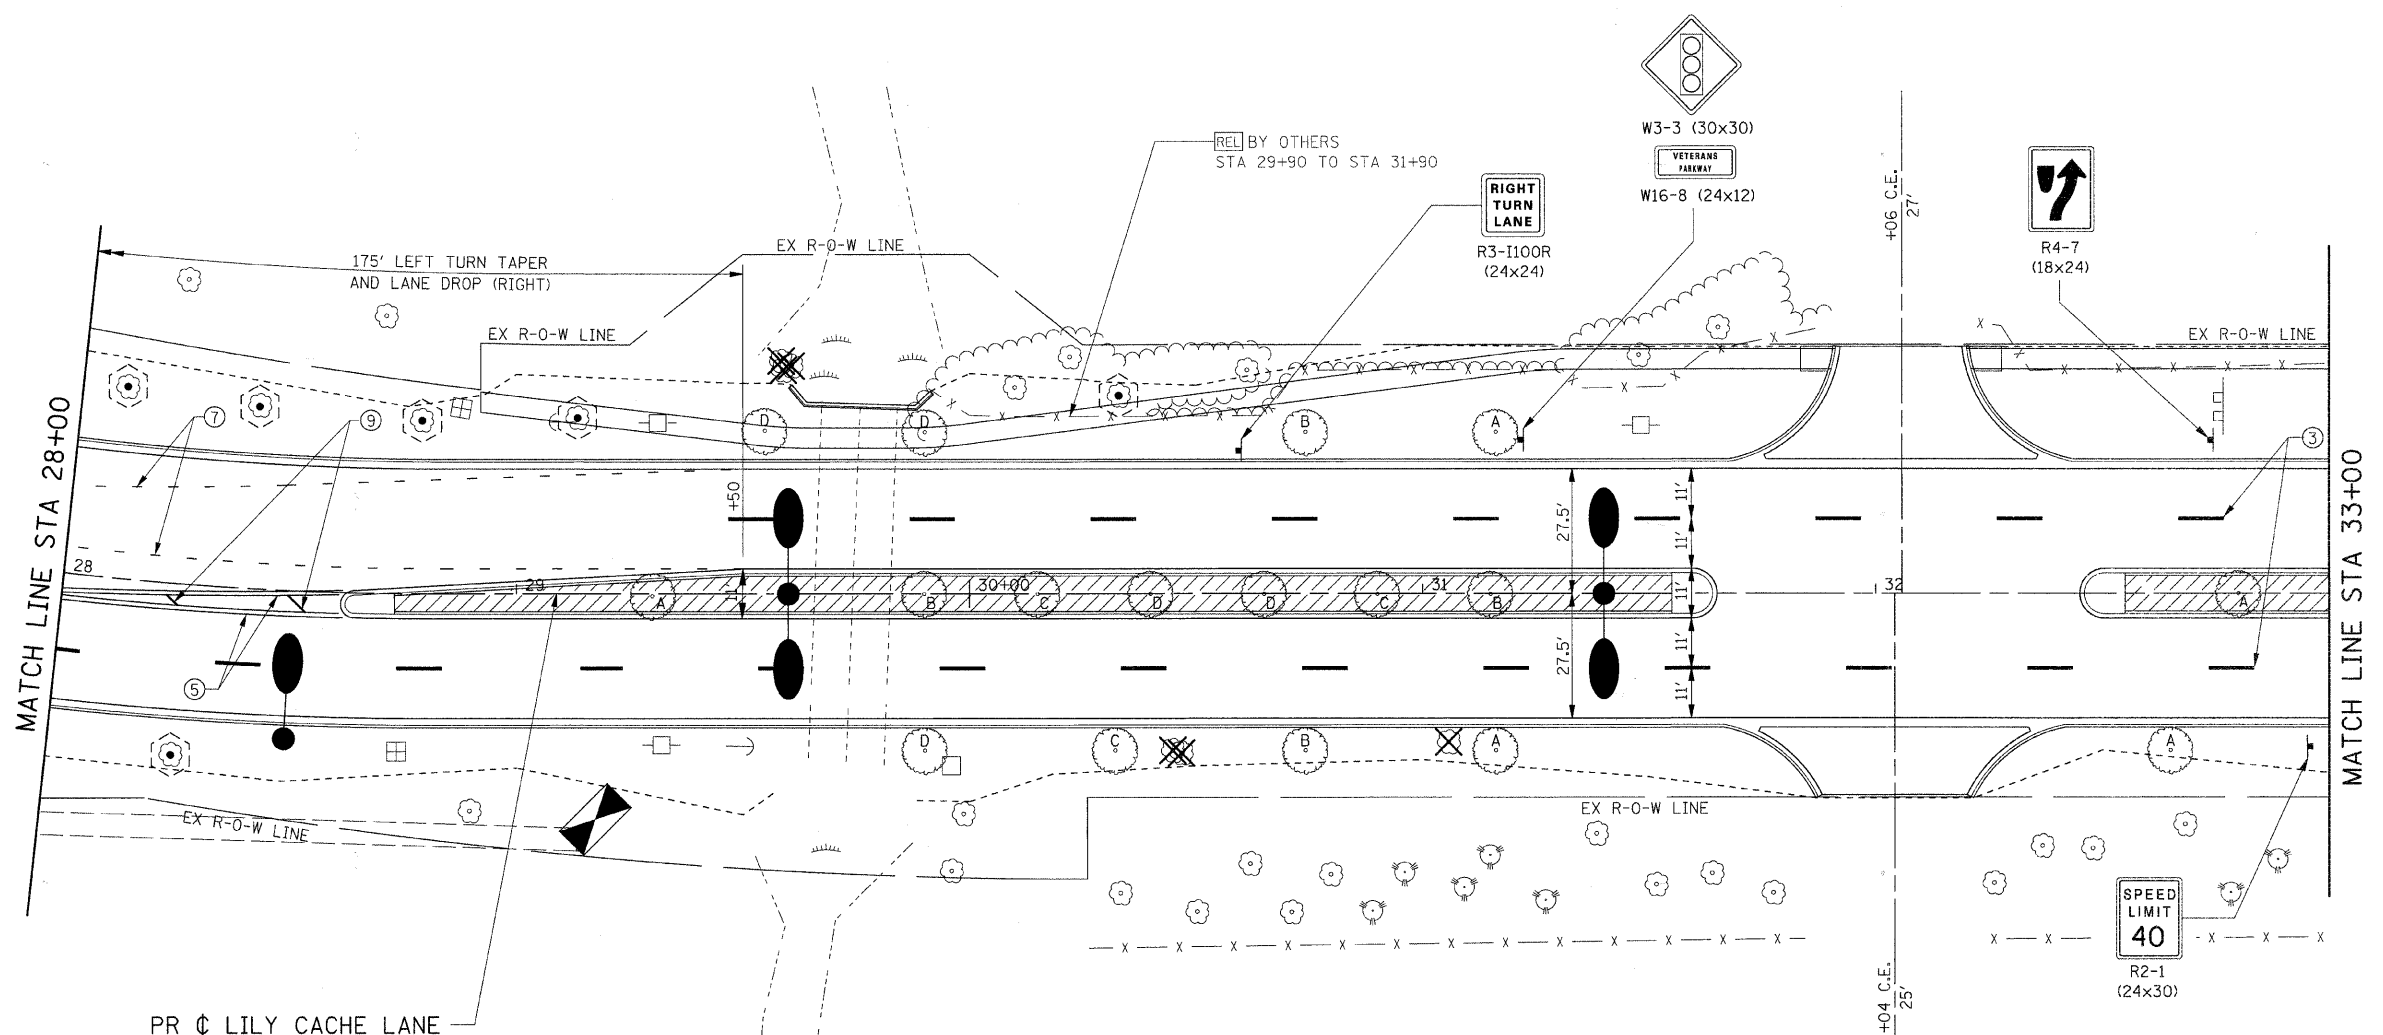 W3-3 (30x30)
VETERANS
PARKWAY
W16-8 (24x12)
REL BY OTHERS
STA 29+90 TO STA 31+90
RIGHT
TURN
LANE
R3-I100R
(24x24)
+06 C.E.
27'
R4-7
(18x24)
175' LEFT TURN TAPER
AND LANE DROP (RIGHT)
EX R-O-W LINE
EX R-O-W LINE
EX R-O-W LINE
MATCH LINE STA 28+00
7
9
D
D
B
A
3
MATCH LINE STA 33+00
+50
27.5'
11'
11'
28
29
30+00
31
32
A
11'
B
C
D
D
C
B
11'
A
27.5'
11'
11'
5
D
C
B
A
A
EX R-O-W LINE
EX R-O-W LINE
SPEED
LIMIT
40
R2-1
(24x30)
+04 C.E.
25'
PR ℄ LILY CACHE LANE